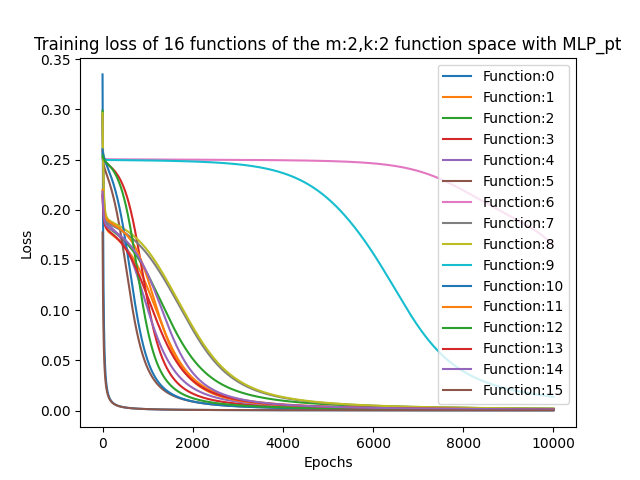 Training loss of 16 functions of the m:2,k:2 function space with MLP_pt
0.35
0.30
0.25
0.20
0.15
0.10
0.05
0.00
Loss
0
2000
4000
6000
8000
10000
Epochs
Function:0
Function:1
Function:2
Function:3
Function:4
Function:5
Function:6
Function:7
Function:8
Function:9
Function:10
Function:11
Function:12
Function:13
Function:14
Function:15